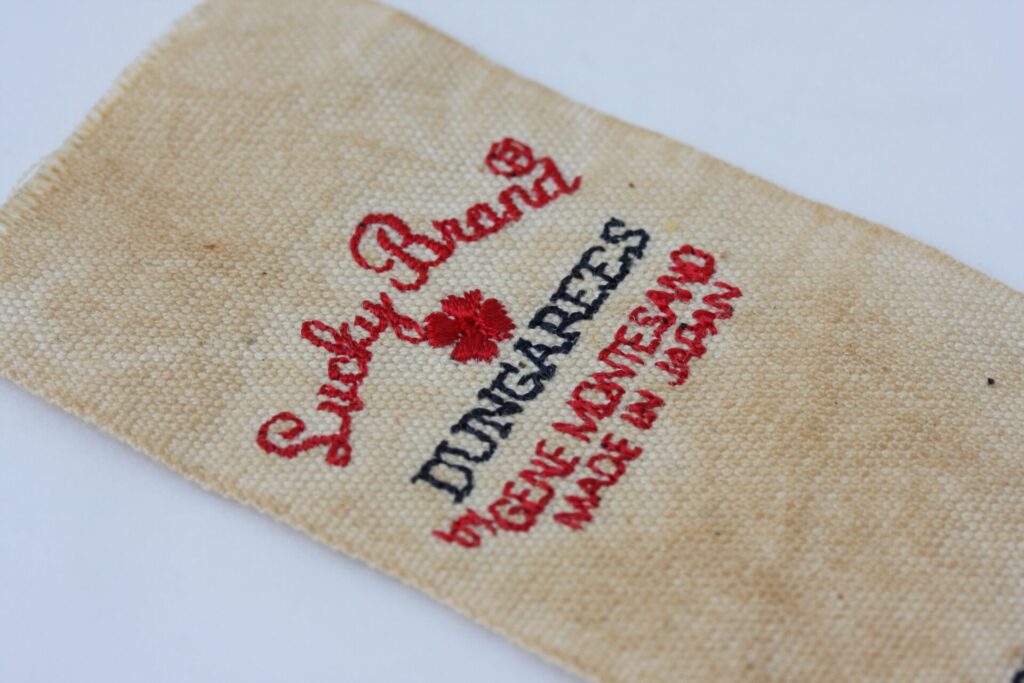 Lucky Brand®
DUNGAREES
by GENE MONTESANO
MADE IN JAPAN